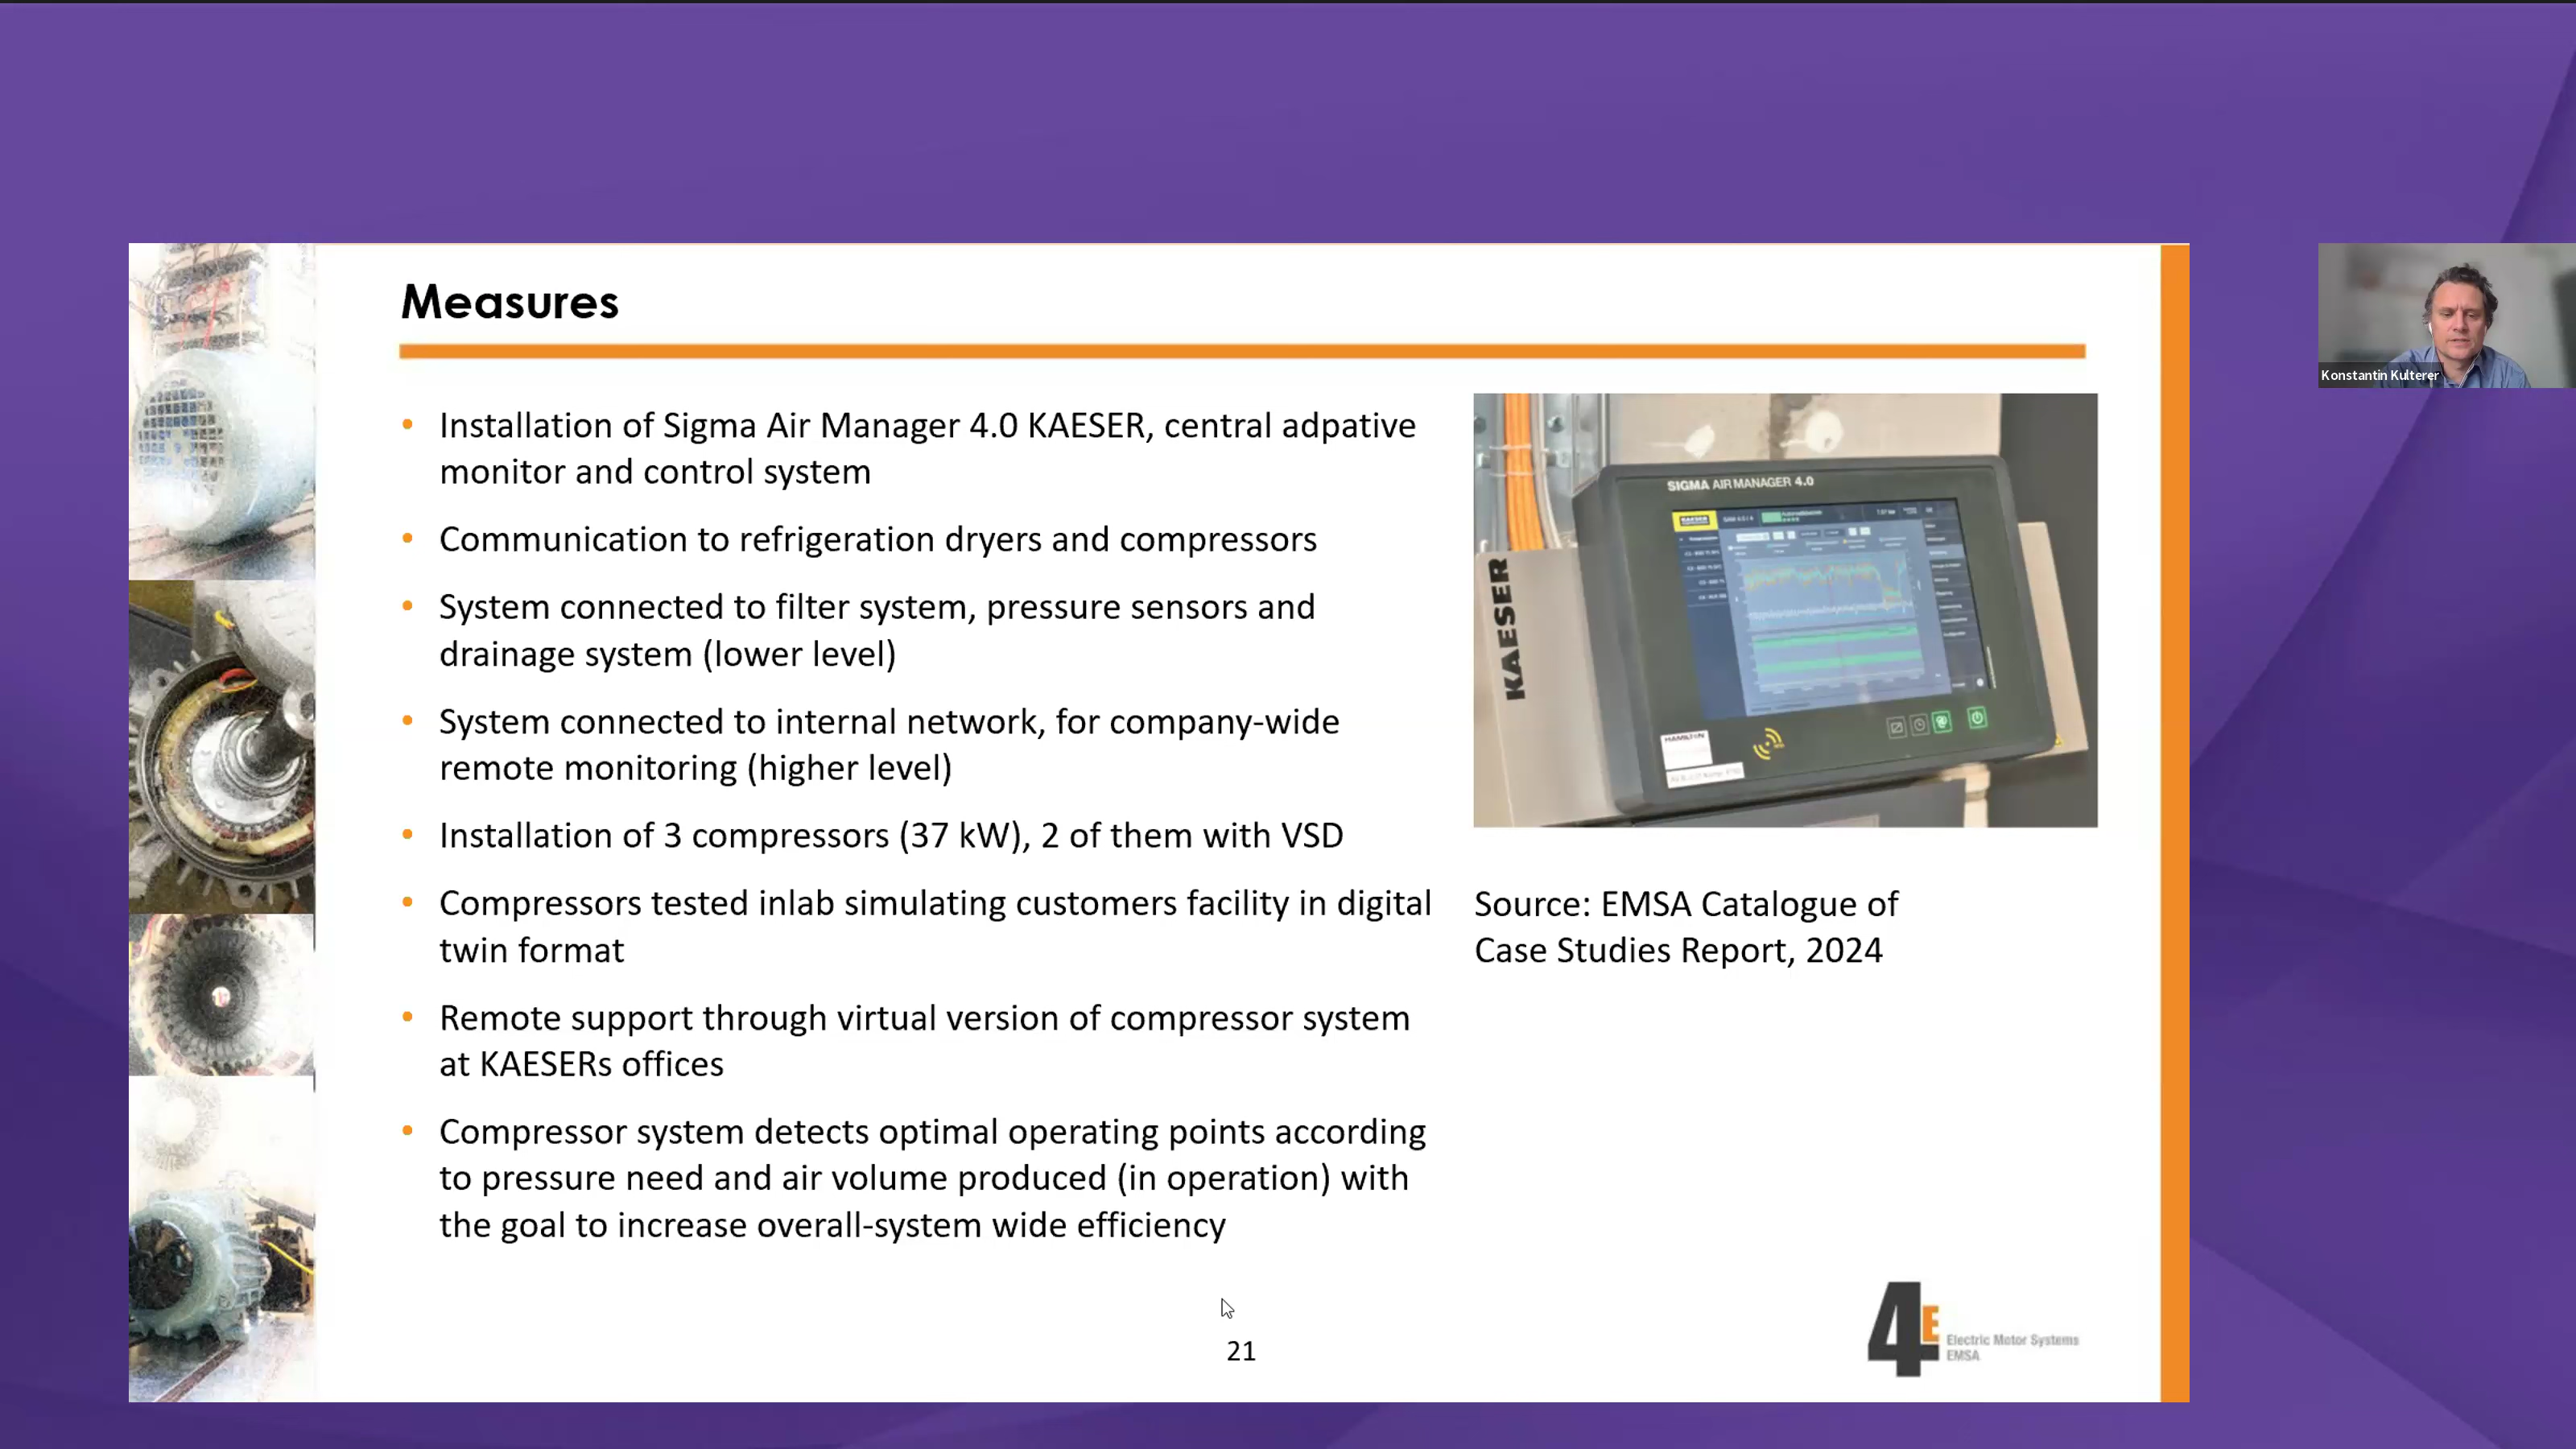 Measures
• Installation of Sigma Air Manager 4.0 KAESER, central adpative
monitor and control system
• Communication to refrigeration dryers and compressors
• System connected to filter system, pressure sensors and
drainage system (lower level)
• System connected to internal network, for company-wide
remote monitoring (higher level)
• Installation of 3 compressors (37 kW), 2 of them with VSD
• Compressors tested inlab simulating customers facility in digital
twin format
• Remote support through virtual version of compressor system
at KAESERs offices
• Compressor system detects optimal operating points according
to pressure need and air volume produced (in operation) with
the goal to increase overall-system wide efficiency
SIGMA AIR MANAGER 4.0
KAESER
KAESER
HAMILTON
Source: EMSA Catalogue of
Case Studies Report, 2024
21
4E
Electric Motor Systems
EMSA
Konstantin Kulterer